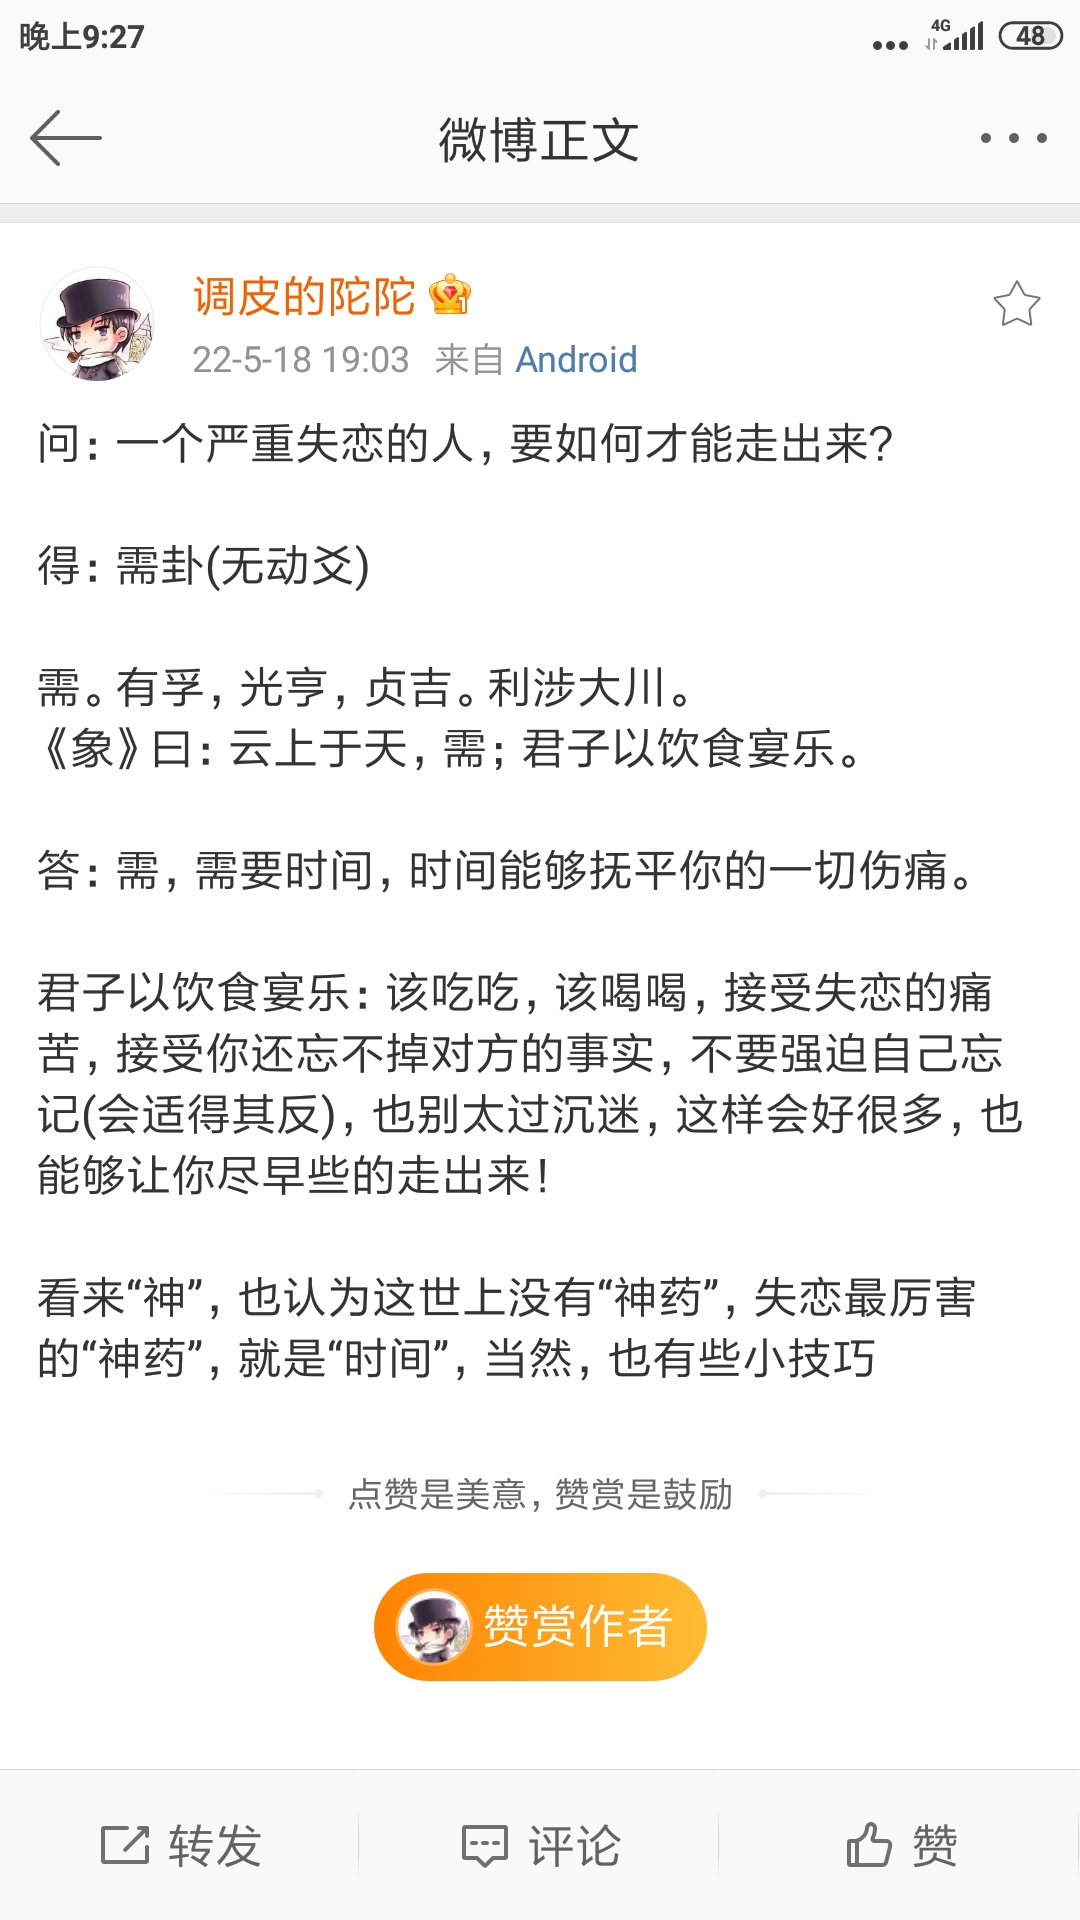 晚上9:27
4G
48
微博正文
调皮的陀陀
22-5-18 19:03 来自 Android
问：一个严重失恋的人，要如何才能走出来?
得：需卦(无动爻)
需。有孚，光亨，贞吉。利涉大川。
《象》曰：云上于天，需；君子以饮食宴乐。
答：需，需要时间，时间能够抚平你的一切伤痛。
君子以饮食宴乐：该吃吃，该喝喝，接受失恋的痛
苦，接受你还忘不掉对方的事实，不要强迫自己忘
记(会适得其反)，也别太过沉迷，这样会好很多，也
能够让你尽早些的走出来！
看来“神”，也认为这世上没有“神药”，失恋最厉害
的“神药”，就是“时间”，当然，也有些小技巧
点赞是美意，赞赏是鼓励
赞赏作者
转发
评论
赞